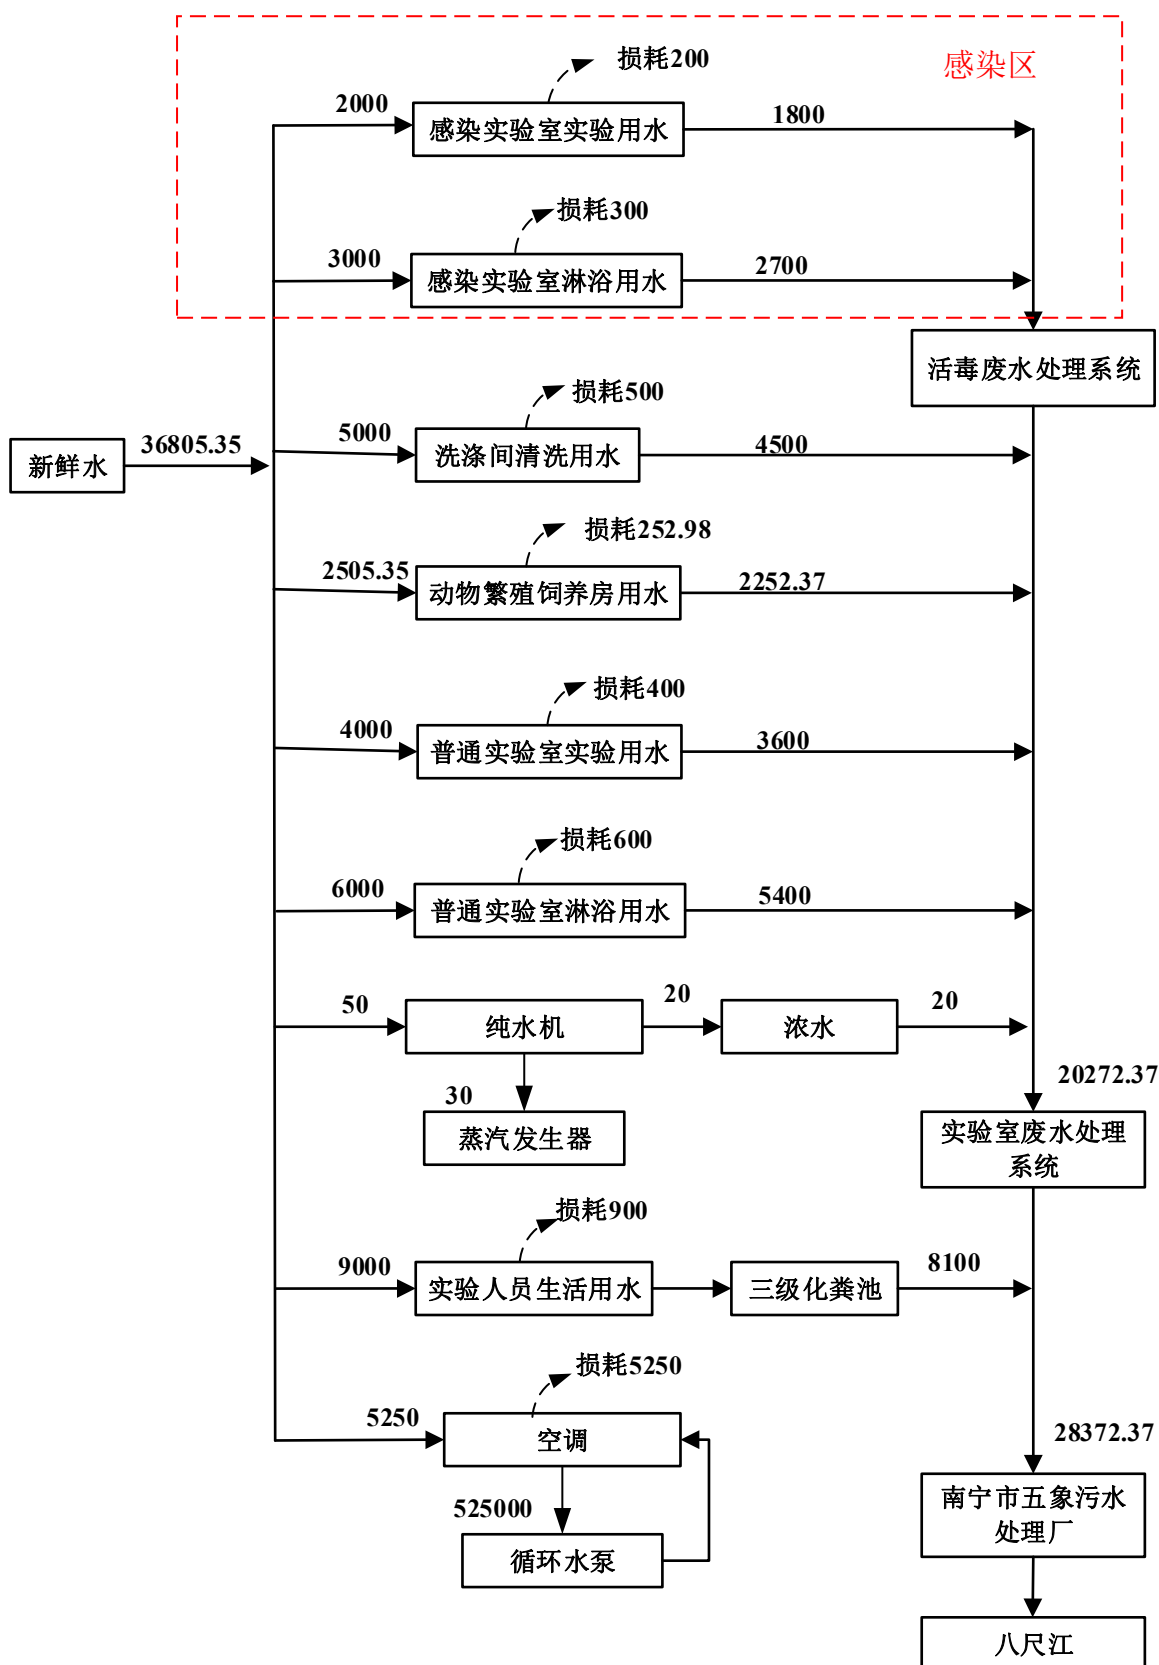 损耗200
感染区
2000
感染实验室实验用水
1800
损耗300
3000
感染实验室淋浴用水
2700
活毒废水处理系统
损耗500
5000
洗涤间清洗用水
4500
新鲜水
36805.35
损耗252.98
2505.35
动物繁殖饲养房用水
2252.37
损耗400
4000
普通实验室实验用水
3600
损耗600
6000
普通实验室淋浴用水
5400
50
纯水机
20
浓水
20
30
蒸汽发生器
20272.37
实验室废水处理
系统
损耗900
9000
实验人员生活用水
三级化粪池
8100
损耗5250
5250
空调
525000
循环水泵
28372.37
南宁市五象污水
处理厂
八尺江